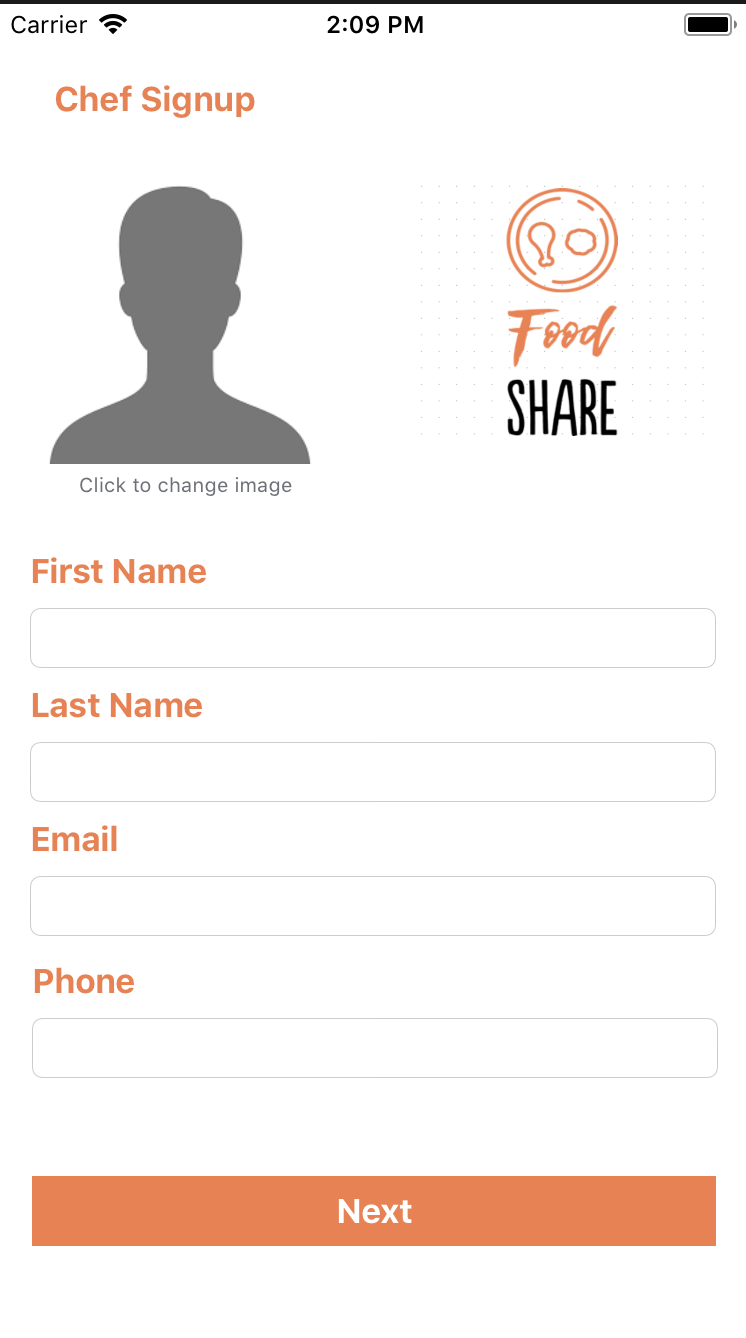 Carrier 2:09 PM
Chef Signup
Food
SHARE
Click to change image
First Name
Last Name
Email
Phone
Next